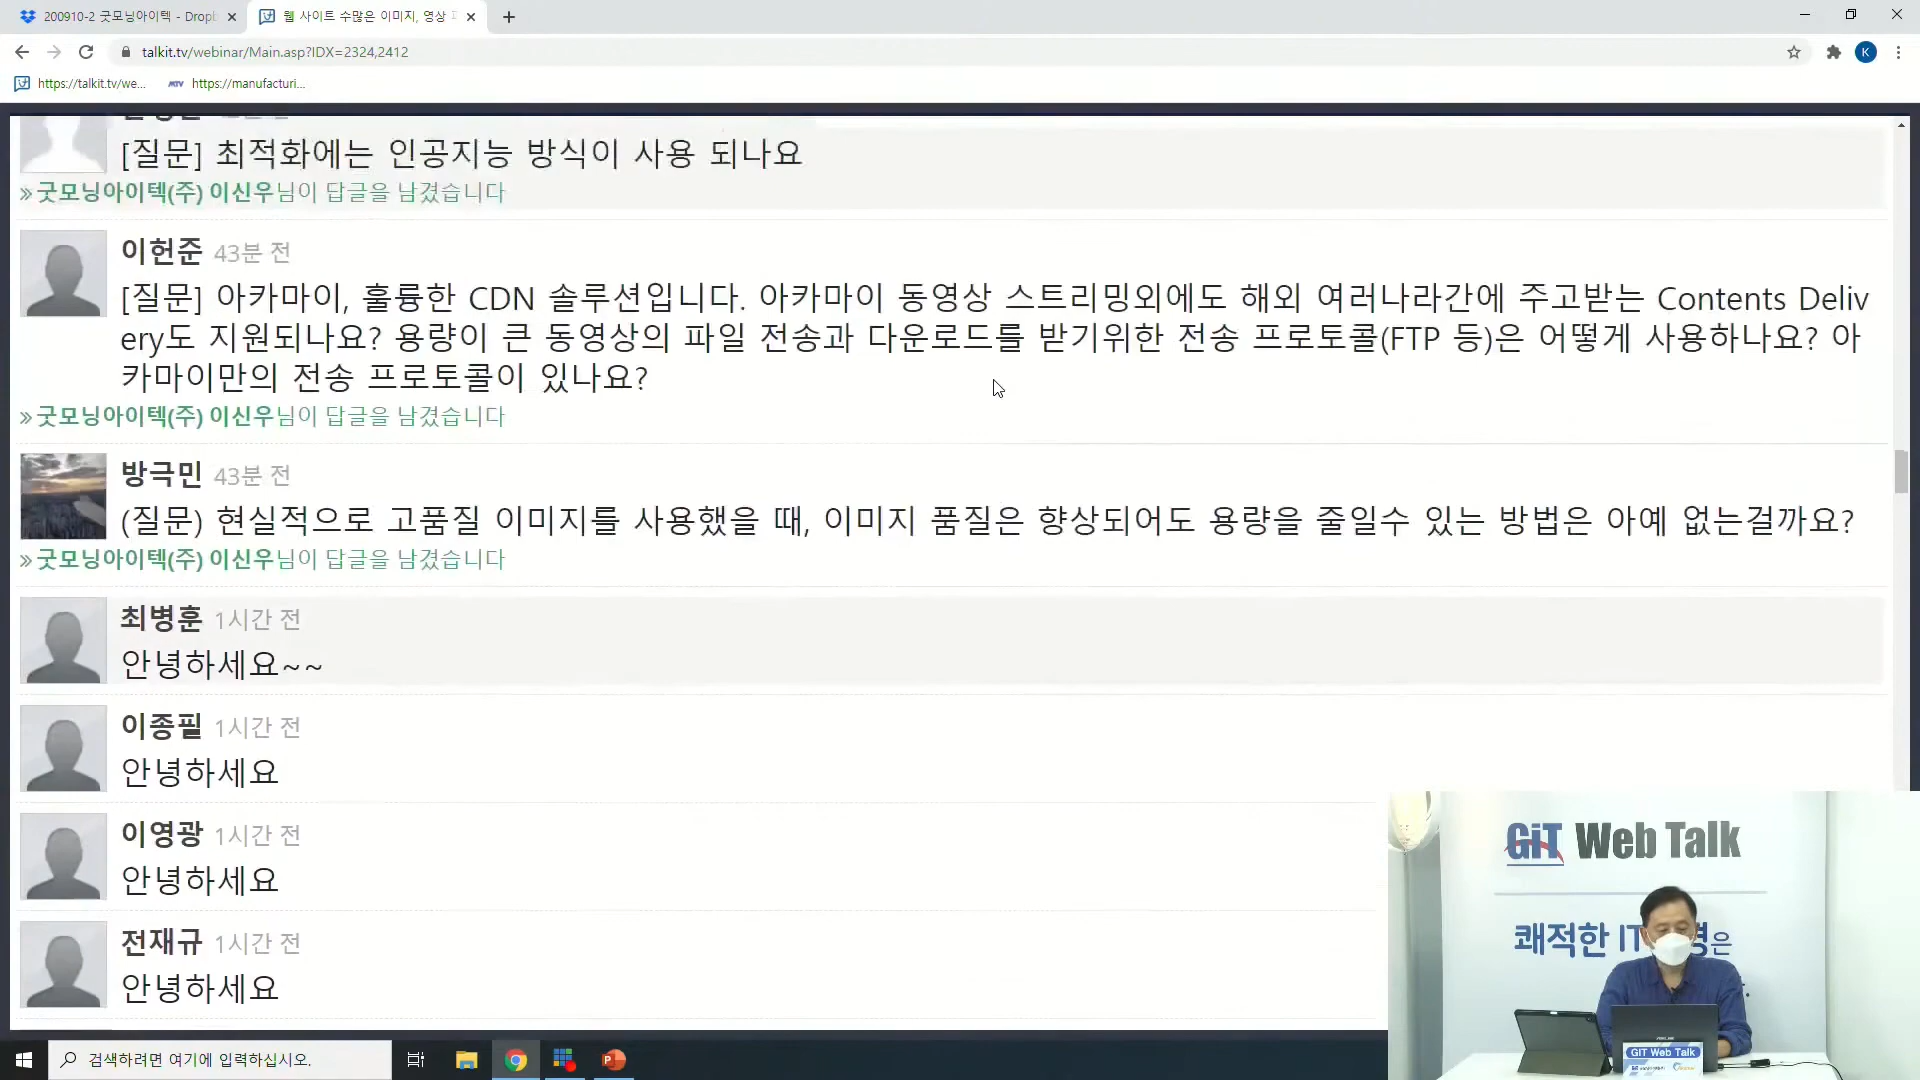 200910-2 굿모닝아이텍 - Dropb
웹 사이트 수많은 이미지, 영상
talkit.tv/webinar/Main.asp?IDX=2324,2412
K
https://talkit.tv/we...
https://manufacturi...
[질문] 최적화에는 인공지능 방식이 사용 되나요
» 굿모닝아이텍(주) 이신우님이 답글을 남겼습니다
이헌준 43분 전
[질문] 아카마이, 훌륭한 CDN 솔루션입니다. 아카마이 동영상 스트리밍외에도 해외 여러나라간에 주고받는 Contents Deliv
ery도 지원되나요? 용량이 큰 동영상의 파일 전송과 다운로드를 받기위한 전송 프로토콜(FTP 등)은 어떻게 사용하나요? 아
카마이만의 전송 프로토콜이 있나요?
» 굿모닝아이텍(주) 이신우님이 답글을 남겼습니다
방극민 43분 전
(질문) 현실적으로 고품질 이미지를 사용했을 때, 이미지 품질은 향상되어도 용량을 줄일수 있는 방법은 아예 없는걸까요?
» 굿모닝아이텍(주) 이신우님이 답글을 남겼습니다
최병훈 1시간 전
안녕하세요~~
이종필 1시간 전
안녕하세요
이영광 1시간 전
안녕하세요
전재규 1시간 전
안녕하세요
GiT Web Talk
쾌적한 IT 은
GIT Web Talk
검색하려면 여기에 입력하십시오.